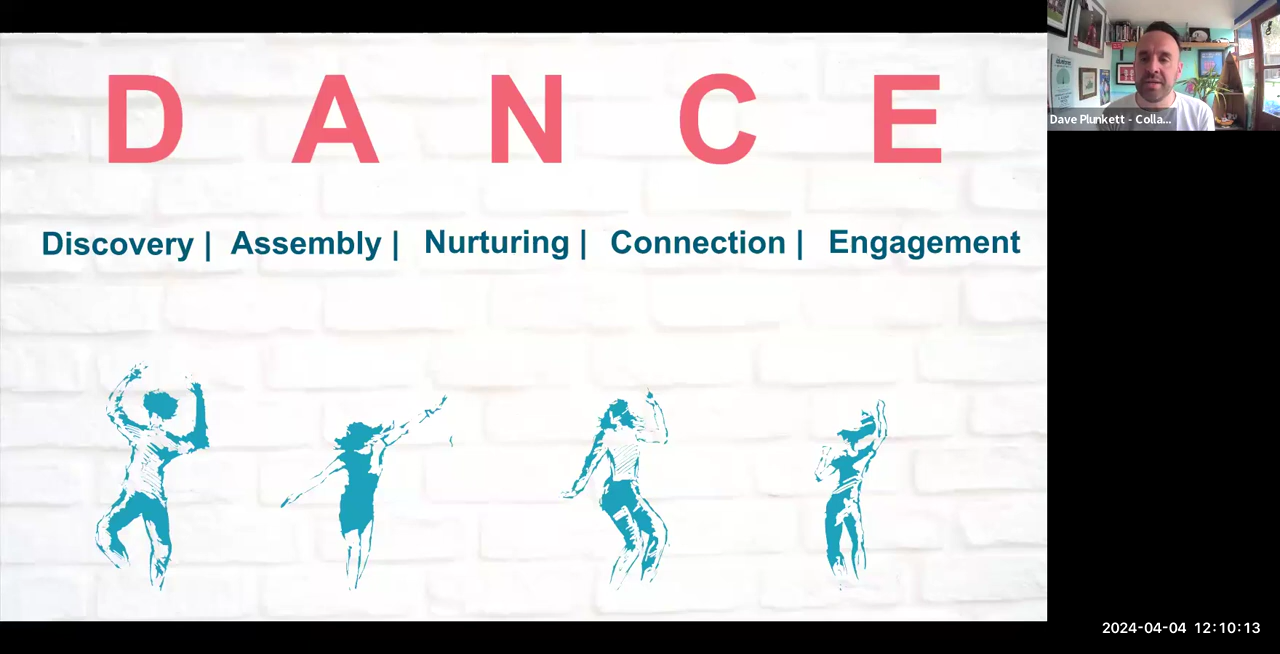 D A N C E
Discovery | Assembly | Nurturing | Connection | Engagement
Dave Plunkett - Colla...
2024-04-04 12:10:13